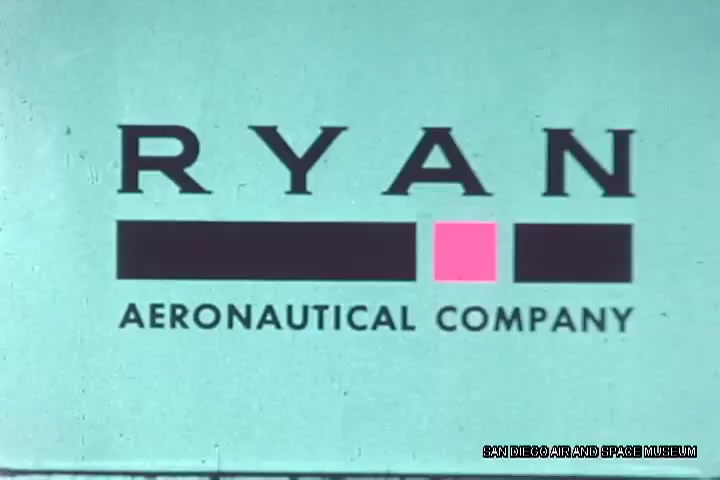 RYAN
AERONAUTICAL COMPANY
SAN DIEGO AIR AND SPACE MUSEUM